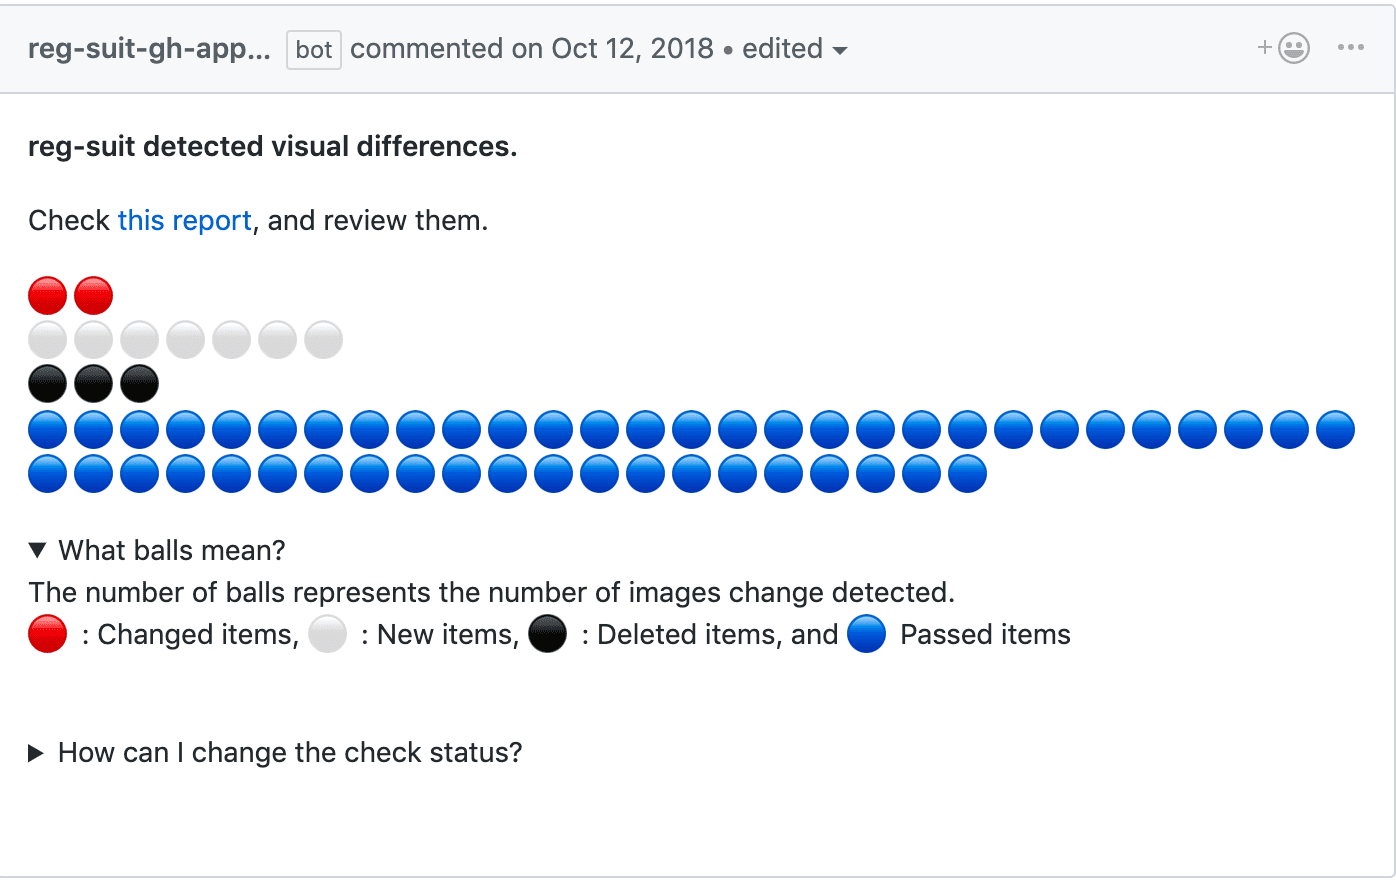 reg-suit-gh-app... bot commented on Oct 12, 2018 • edited
reg-suit detected visual differences.
Check this report, and review them.
What balls mean?
The number of balls represents the number of images change detected.
: Changed items, : New items, : Deleted items, and Passed items
How can I change the check status?